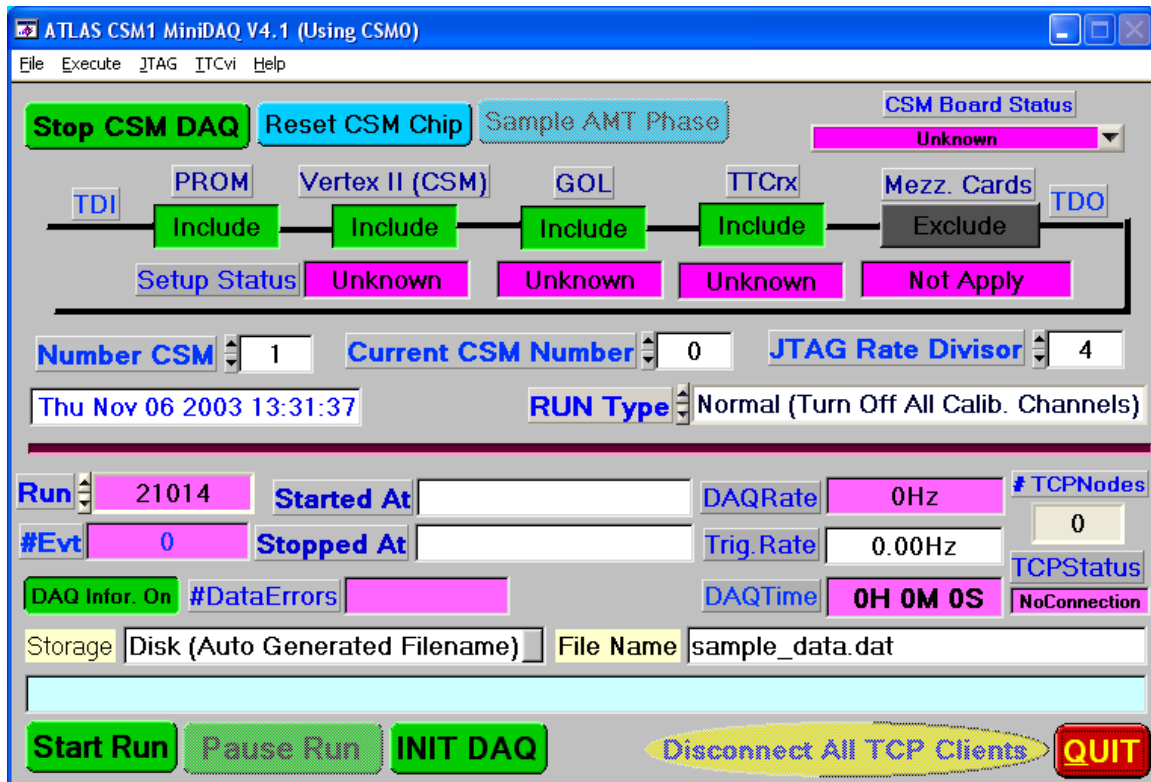 ATLAS CSM1 MiniDAQ V4.1 (Using CSM0)
File Execute JTAG TTCvi Help
Stop CSM DAQ Reset CSM Chip Sample AMT Phase CSM Board Status
Unknown
TDI PROM Vertex II (CSM) GOL TTCrx Mezz. Cards TDO
Include Include Include Include Exclude
Setup Status Unknown Unknown Unknown Not Apply
Number CSM 1 Current CSM Number 0 JTAG Rate Divisor 4
Thu Nov 06 2003 13:31:37 RUN Type Normal (Turn Off All Calib. Channels)
Run 21014 Started At DAQRate 0Hz # TCPNodes
#Evt 0 Stopped At Trig.Rate 0.00Hz 0
TCPStatus
DAQ Infor. On #DataErrors DAQTime 0H 0M 0S NoConnection
Storage Disk (Auto Generated Filename) File Name sample_data.dat
Start Run Pause Run INIT DAQ Disconnect All TCP Clients QUIT